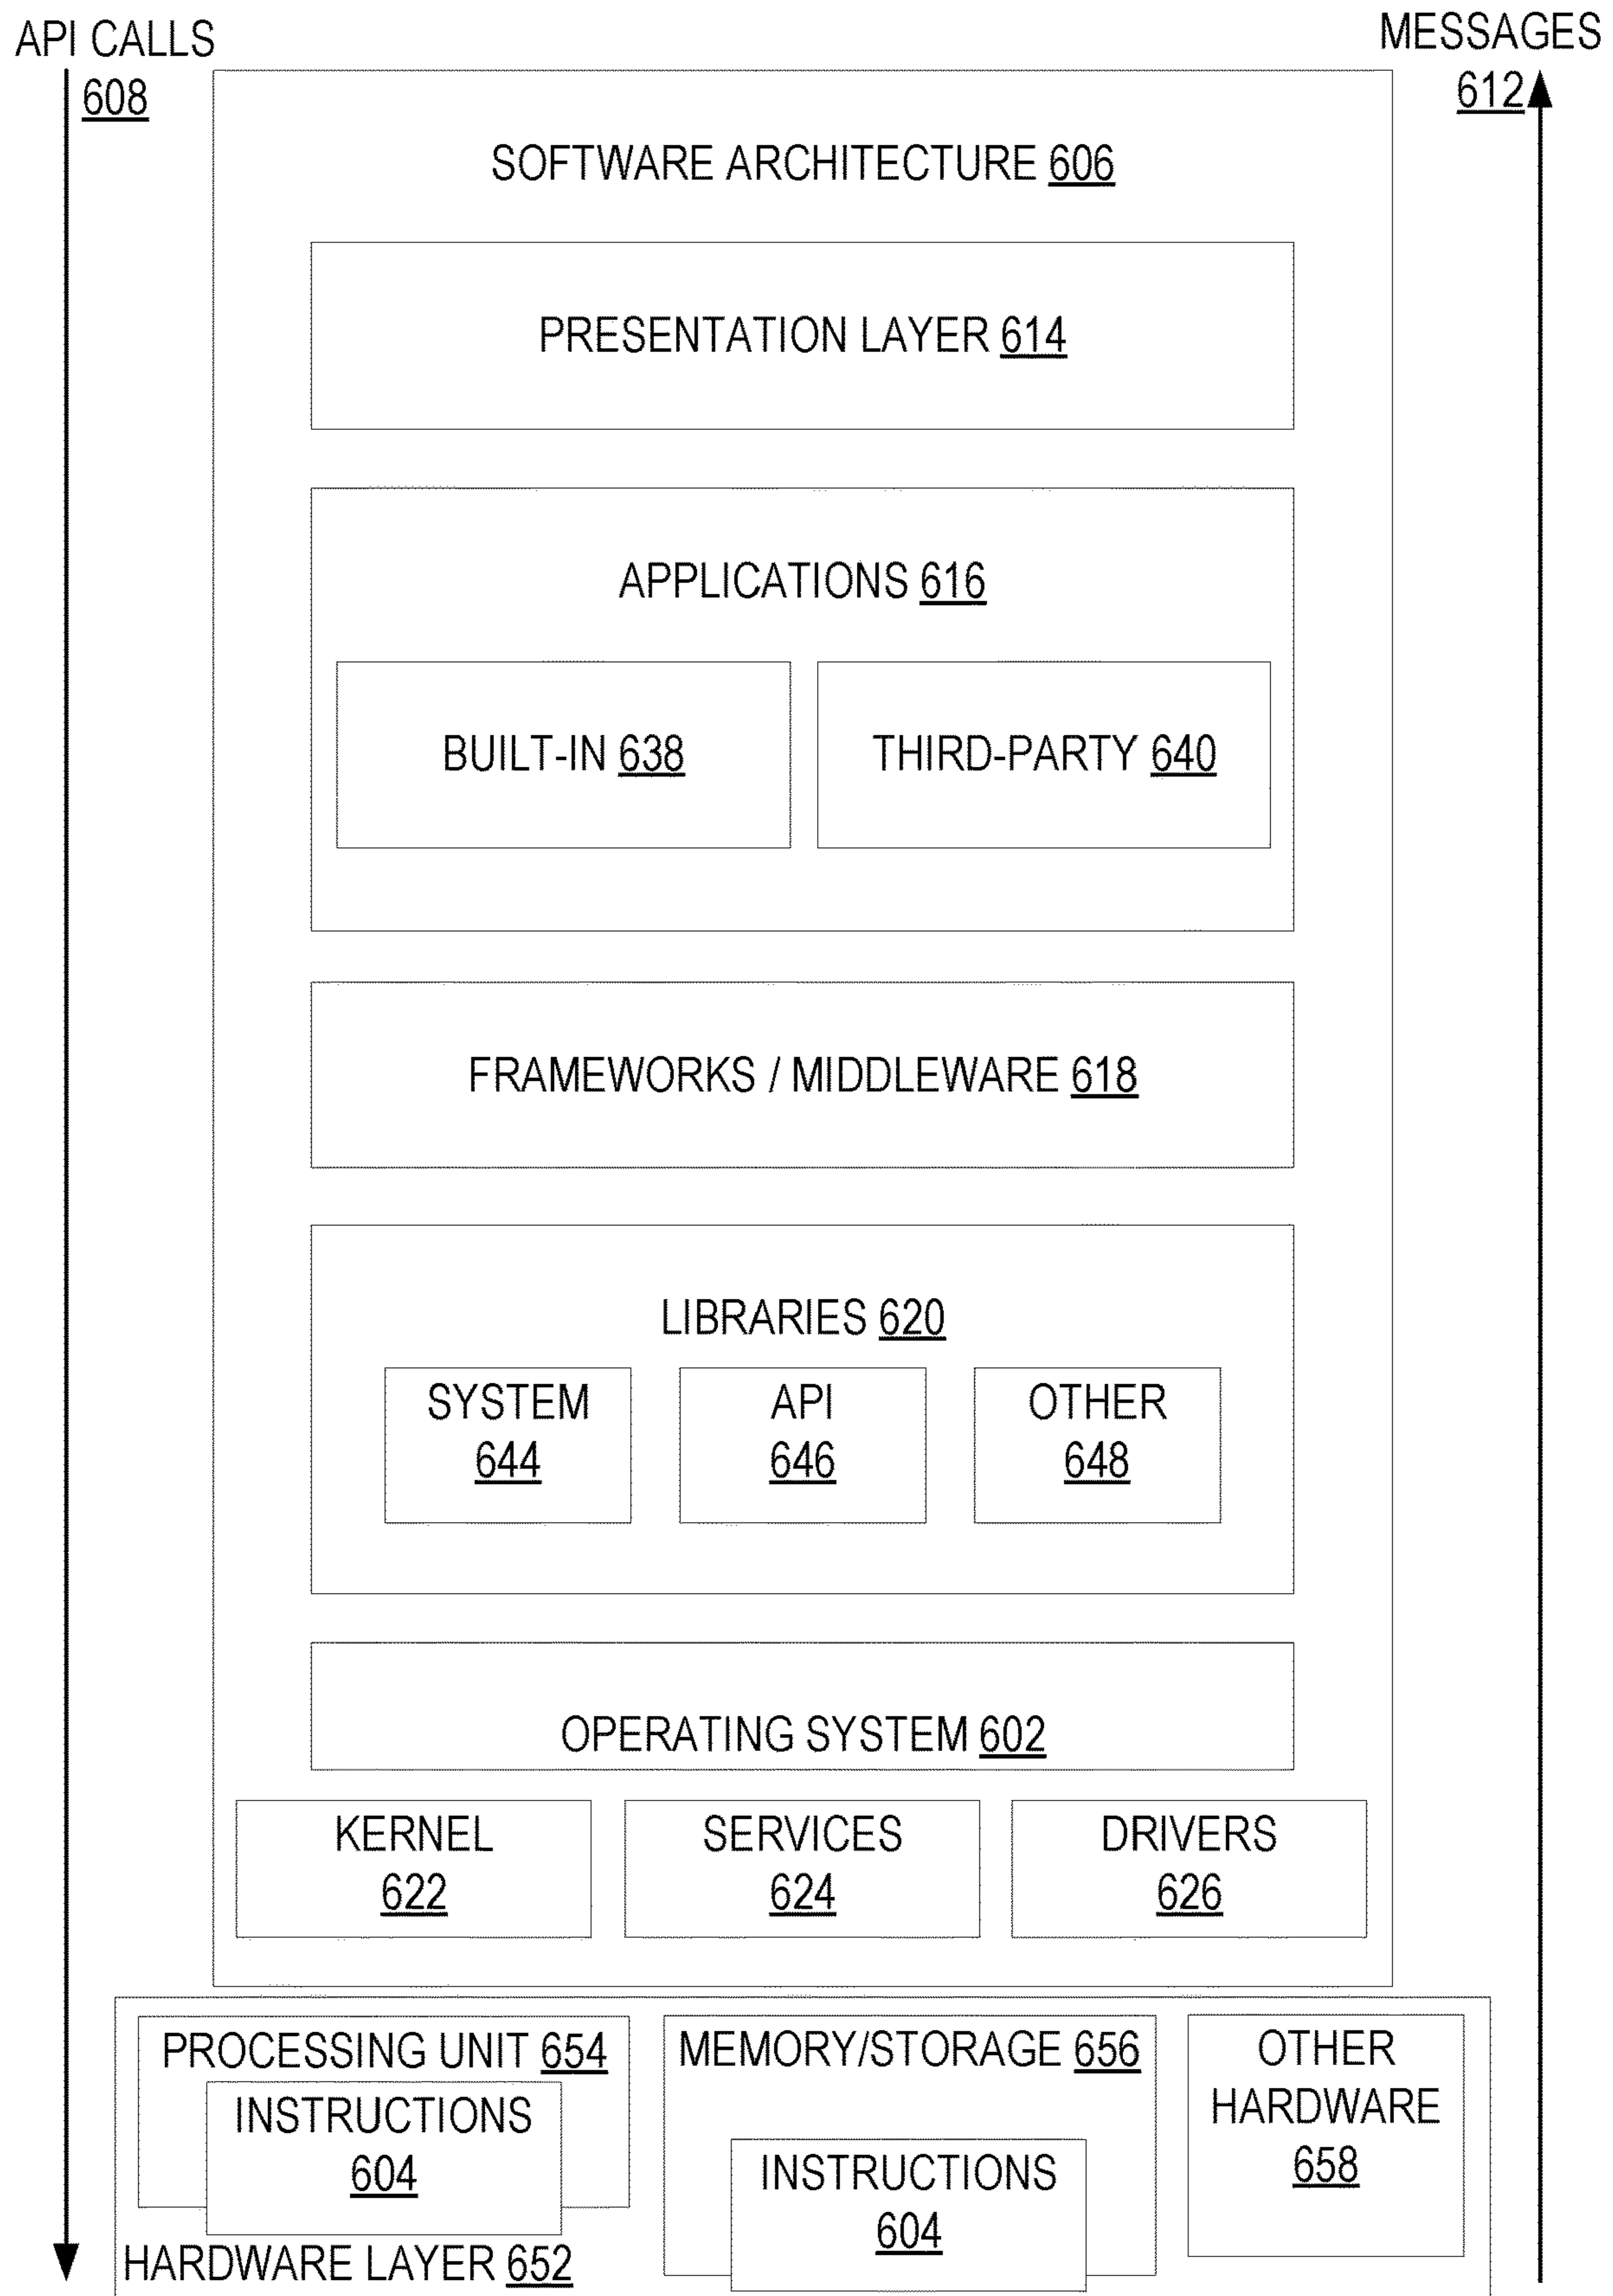 API CALLS
608
MESSAGES
612
SOFTWARE ARCHITECTURE 606
PRESENTATION LAYER 614
APPLICATIONS 616
BUILT-IN 638
THIRD-PARTY 640
FRAMEWORKS / MIDDLEWARE 618
LIBRARIES 620
SYSTEM
644
API
646
OTHER
648
OPERATING SYSTEM 602
KERNEL
622
SERVICES
624
DRIVERS
626
PROCESSING UNIT 654
INSTRUCTIONS
604
MEMORY/STORAGE 656
INSTRUCTIONS
604
OTHER
HARDWARE
658
HARDWARE LAYER 652